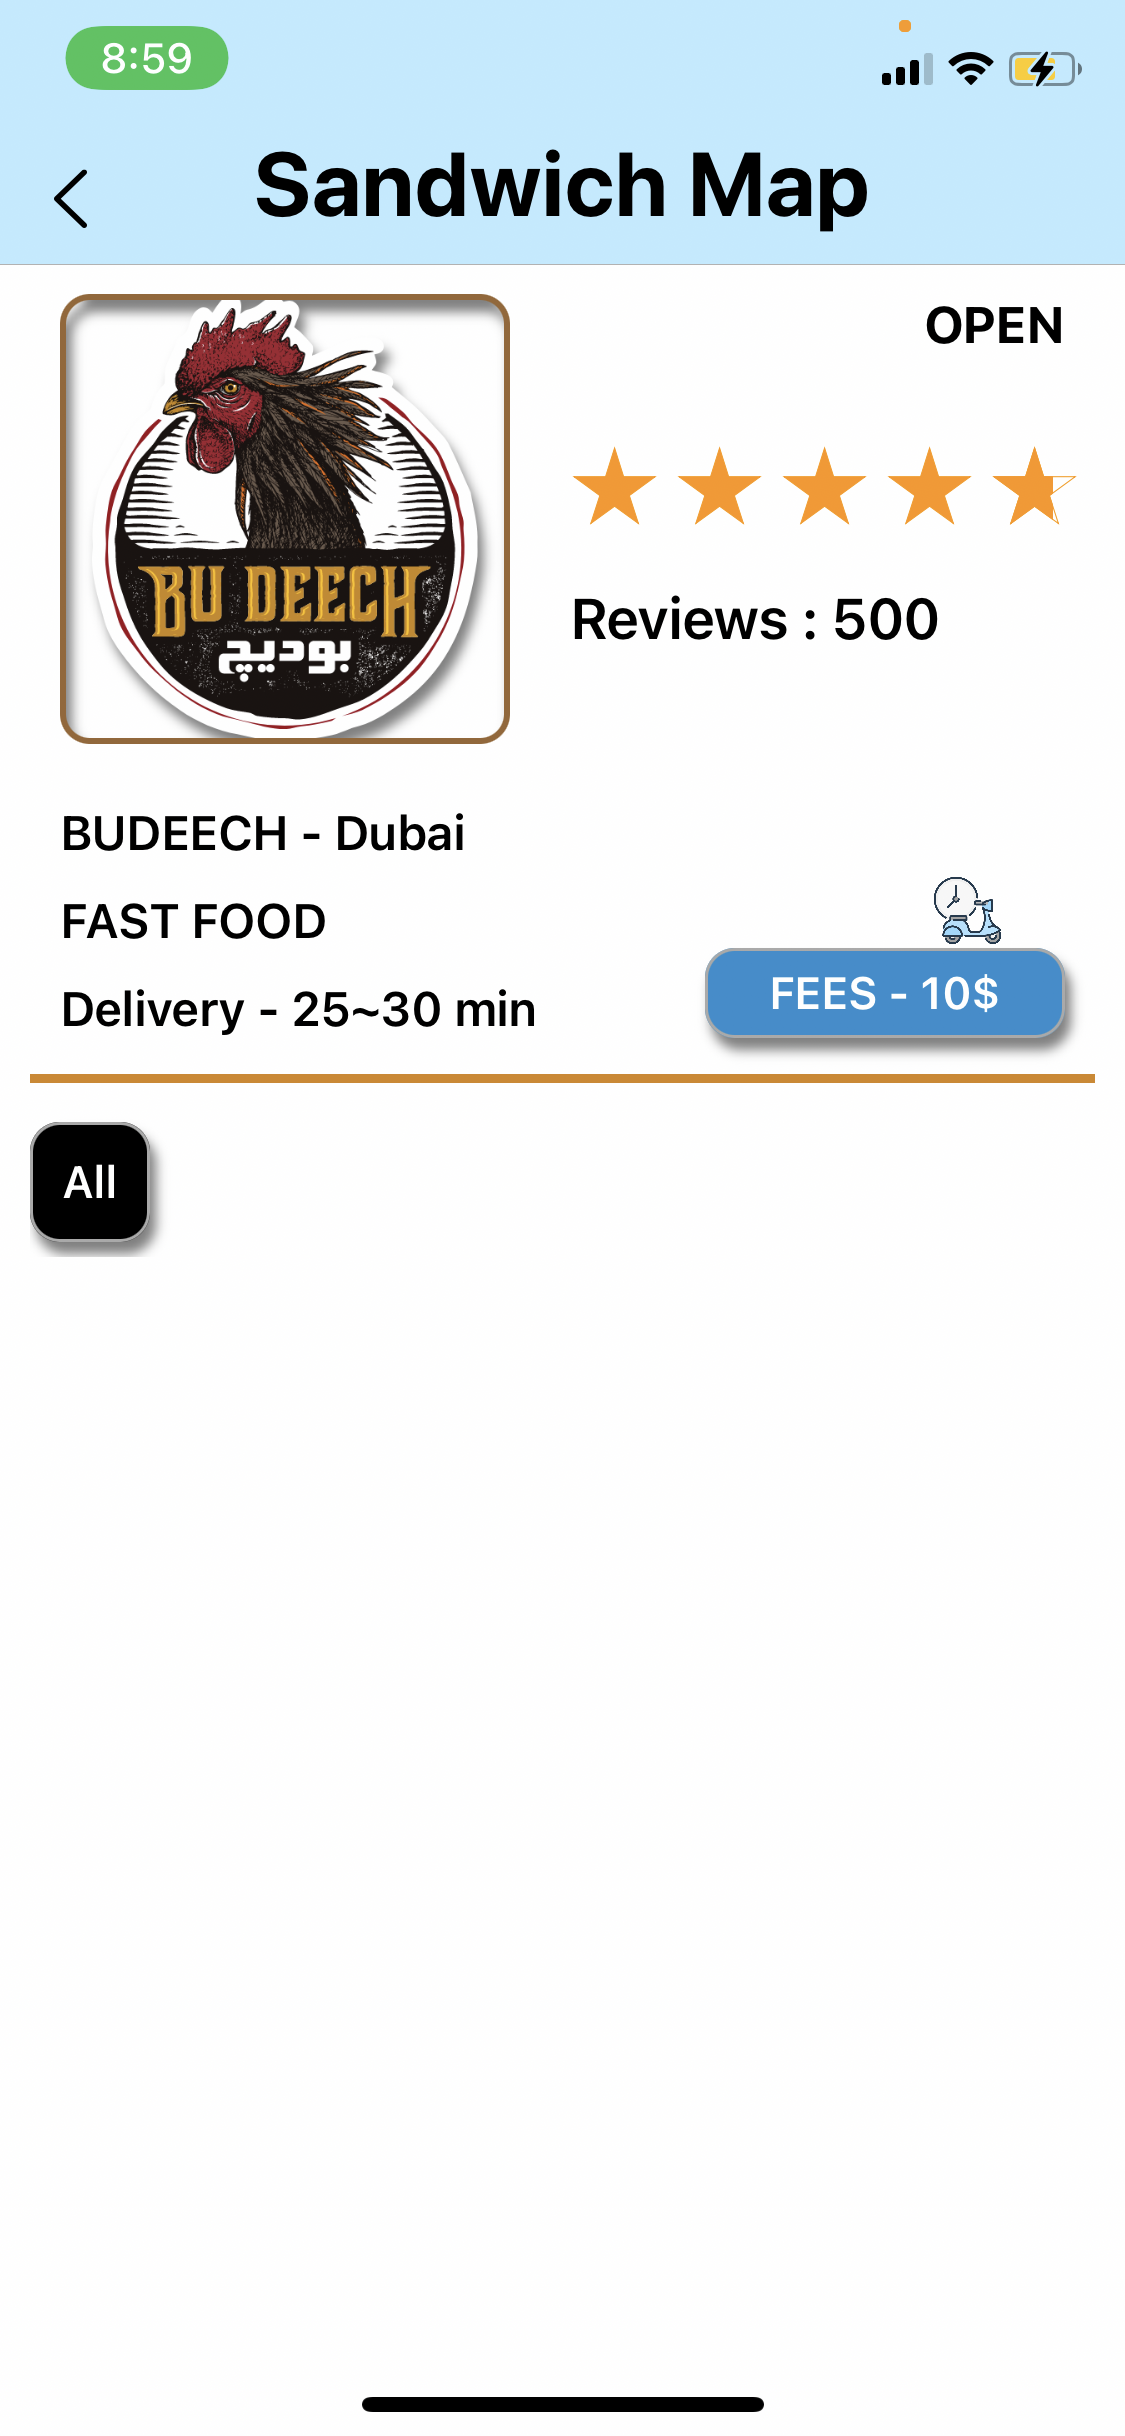 8:59
Sandwich Map
OPEN
BU DEECH
بوديچ
Reviews : 500
BUDEECH - Dubai
FAST FOOD
Delivery - 25~30 min
FEES - 10$
All